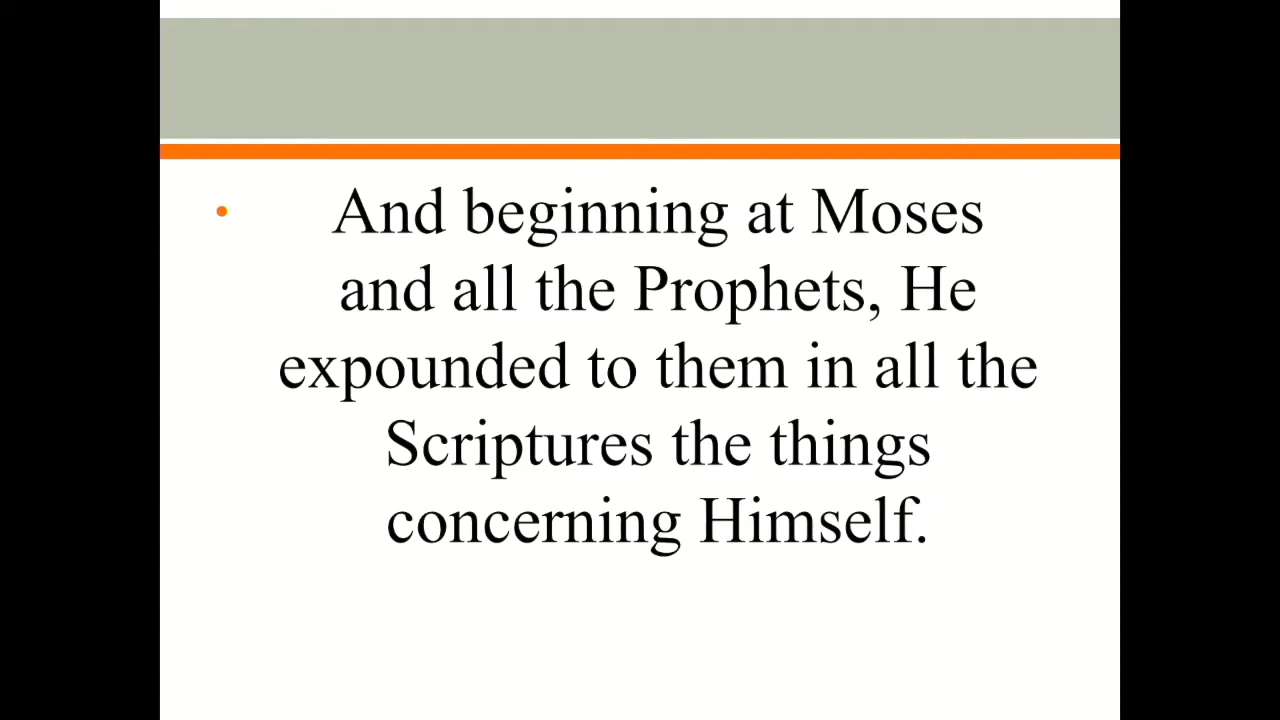 • And beginning at Moses
and all the Prophets, He
expounded to them in all the
Scriptures the things
concerning Himself.